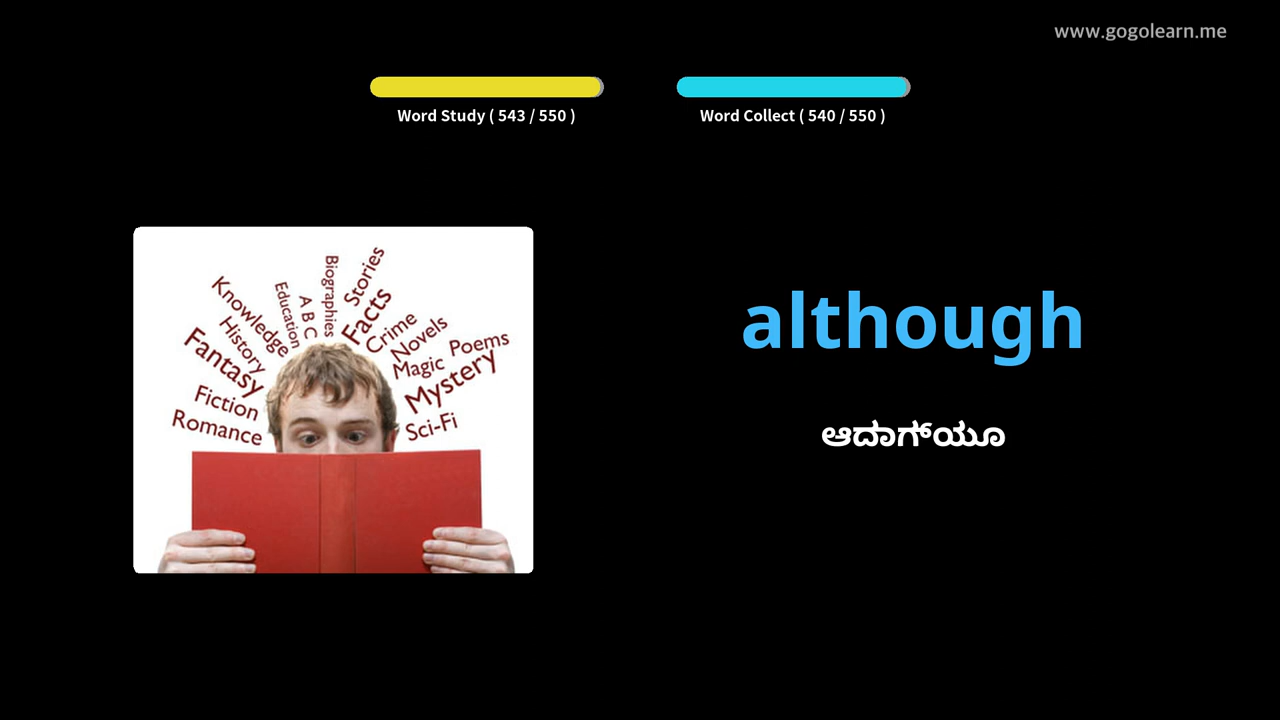 www.gogolearn.me
Word Study ( 543 / 550 )
Word Collect ( 540 / 550 )
Knowledge
History
Fantasy
Fiction
Romance
Education
A B C
Biographies
Stories
Facts
Crime
Novels
Magic
Poems
Mystery
Sci-Fi
although
ಆದಾಗ್‌ಯೂ